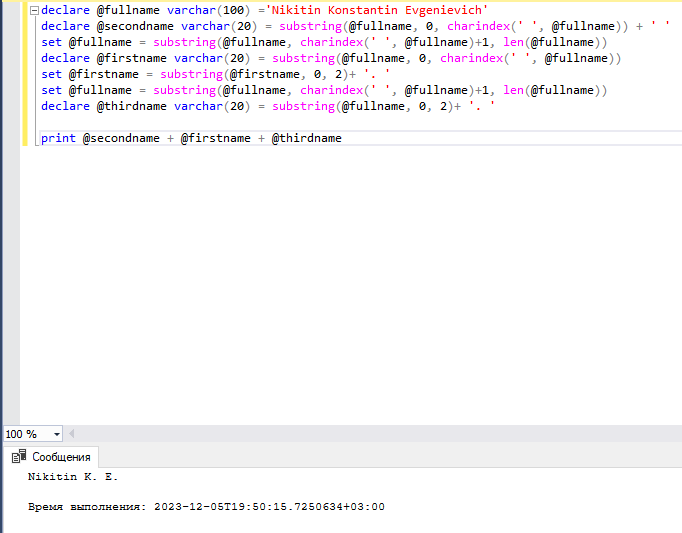 declare @fullname varchar(100) ='Nikitin Konstantin Evgenievich'
declare @secondname varchar(20) = substring(@fullname, 0, charindex(' ', @fullname)) + ' '
set @fullname = substring(@fullname, charindex(' ', @fullname)+1, len(@fullname))
declare @firstname varchar(20) = substring(@fullname, 0, charindex(' ', @fullname))
set @firstname = substring(@firstname, 0, 2)+ '. '
set @fullname = substring(@fullname, charindex(' ', @fullname)+1, len(@fullname))
declare @thirdname varchar(20) = substring(@fullname, 0, 2)+ '. '
print @secondname + @firstname + @thirdname
100 %
Сообщения
Nikitin K. E.
Время выполнения: 2023-12-05T19:50:15.7250634+03:00